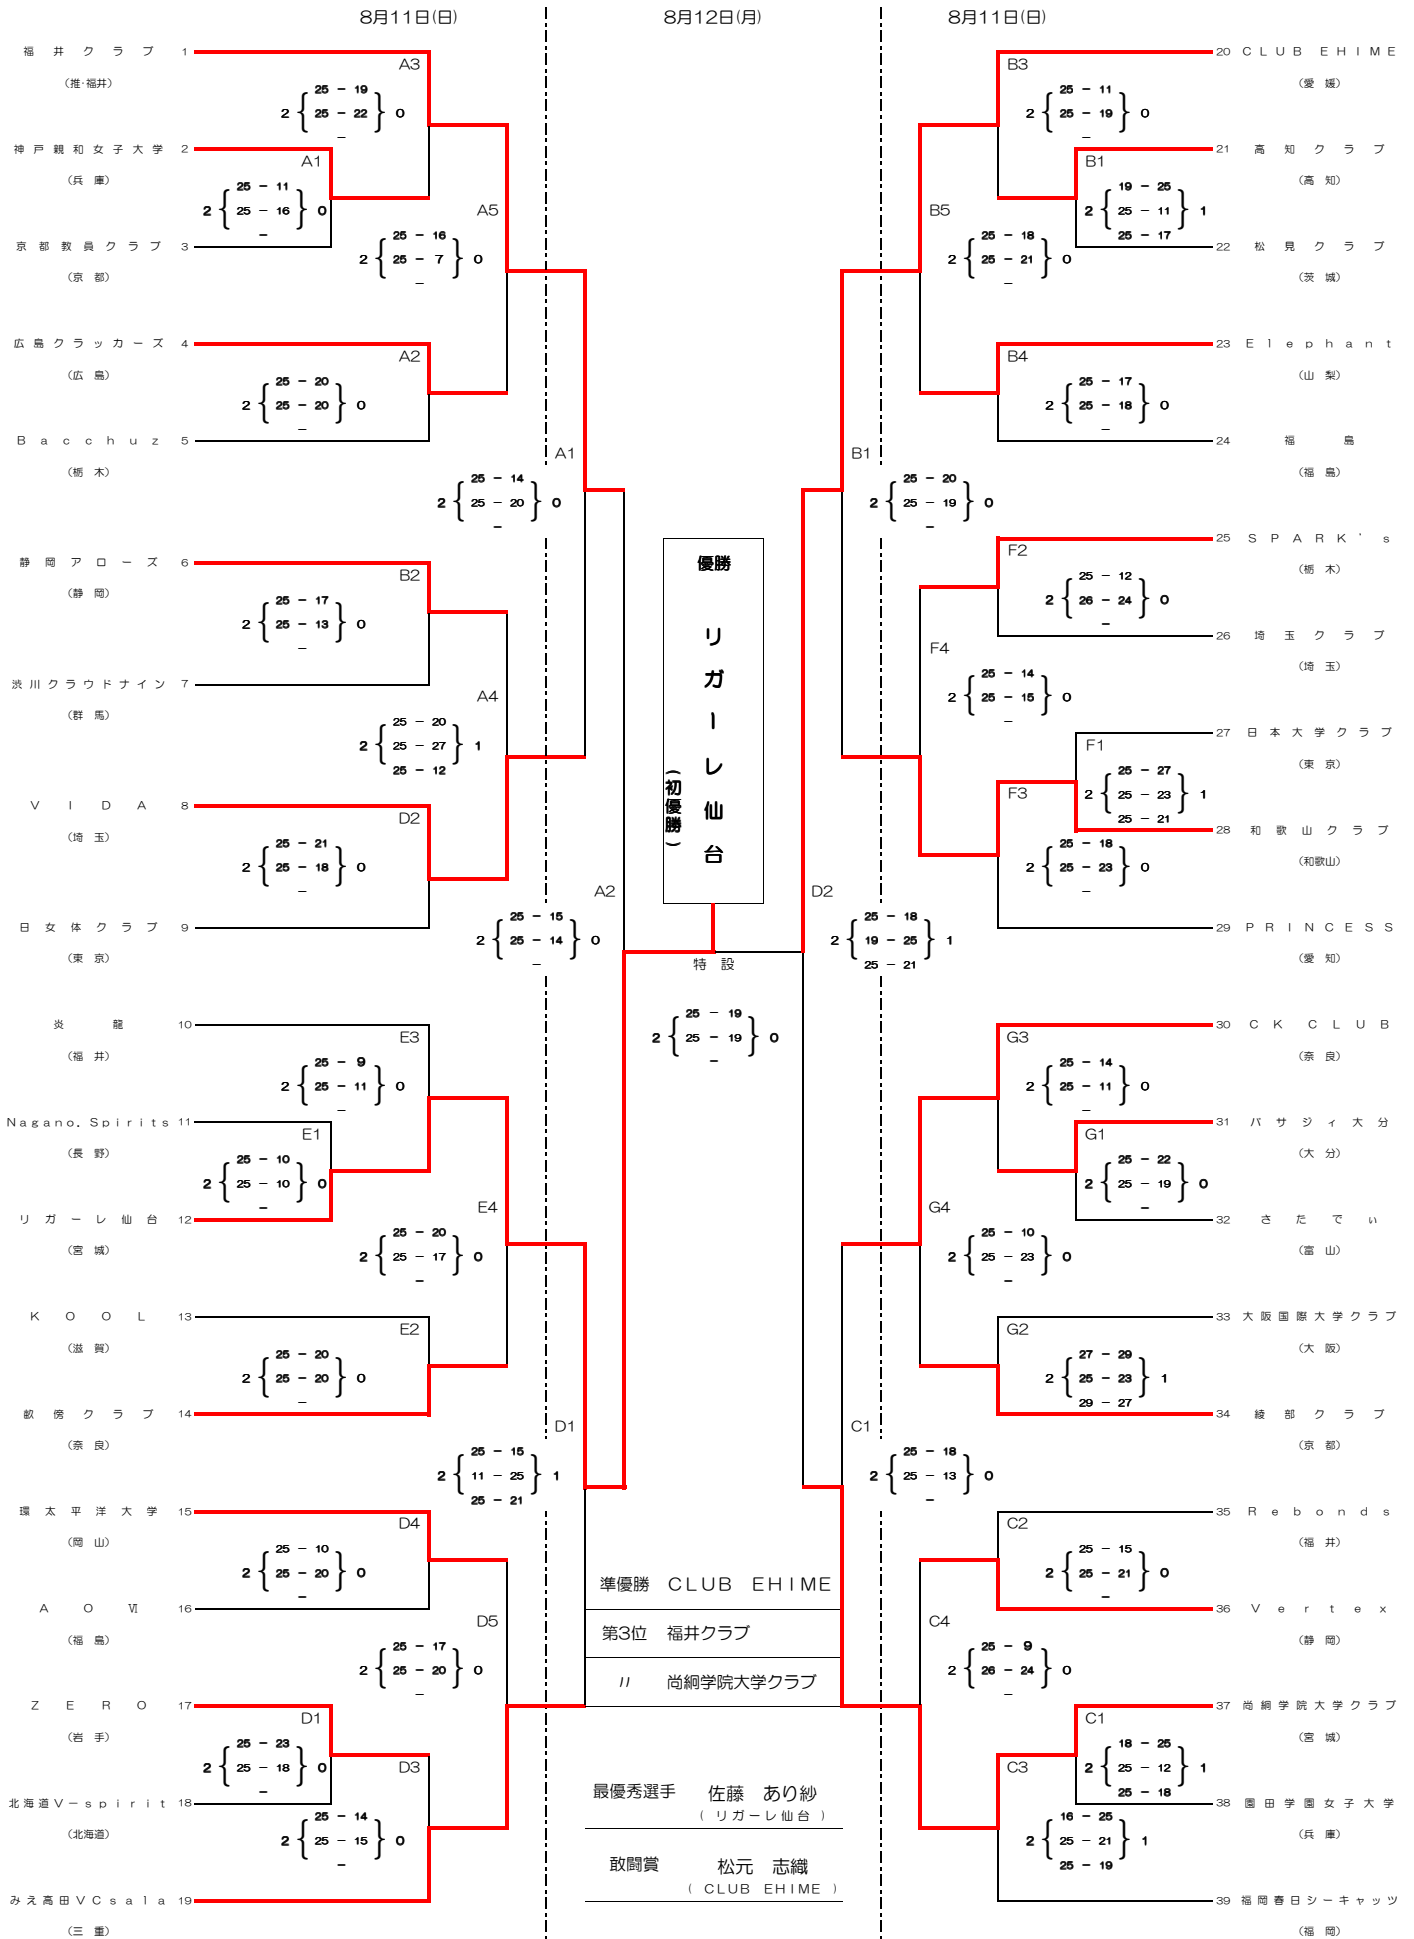 8月11日(日)
8月12日(月)
8月11日(日)
福井クラブ 1
(推・福井)
A3
25 － 19
2 25 － 22 0
－
神戸親和女子大学 2
(兵 庫)
A1
25 － 11
2 25 － 16 0
－
京都教員クラブ 3
(京 都)
A5
25 － 16
2 25 － 7 0
－
広島クラッカーズ 4
(広 島)
A2
25 － 20
2 25 － 20 0
－
Bacchuz 5
(栃 木)
A1
25 － 14
2 25 － 20 0
－
静岡アローズ 6
(静 岡)
B2
25 － 17
2 25 － 13 0
－
渋川クラウドナイン 7
(群 馬)
A4
25 － 20
2 25 － 27 1
25 － 12
VIDA 8
(埼 玉)
D2
25 － 21
2 25 － 18 0
－
日女体クラブ 9
(東 京)
A2
25 － 15
2 25 － 14 0
－
炎龍 10
(福 井)
E3
25 － 9
2 25 － 11 0
－
Nagano.Spirits 11
(長 野)
E1
25 － 10
2 25 － 10 0
－
リガーレ仙台 12
(宮 城)
E4
25 － 20
2 25 － 17 0
－
KOOL 13
(滋 賀)
E2
25 － 20
2 25 － 20 0
－
畝傍クラブ 14
(奈 良)
D1
25 － 15
2 11 － 25 1
25 － 21
環太平洋大学 15
(岡 山)
D4
25 － 10
2 25 － 20 0
－
AOⅥ 16
(福 島)
D5
25 － 17
2 25 － 20 0
－
ZERO 17
(岩 手)
D1
25 － 23
2 25 － 18 0
－
北海道V－spirit 18
(北海道)
D3
25 － 14
2 25 － 15 0
－
みえ高田VCsala 19
(三 重)
優勝
リガーレ仙台
(初優勝)
特 設
25 － 19
2 25 － 19 0
－
準優勝 CLUB EHIME
第3位 福井クラブ
〃 尚絅学院大学クラブ
最優秀選手 佐藤 あり紗
( リガーレ仙台 )
敢闘賞 松元 志織
( CLUB EHIME )
20 CLUB EHIME
(愛 媛)
B3
25 － 11
2 25 － 19 0
－
21 高知クラブ
(高 知)
B1
19 － 25
2 25 － 11 1
25 － 17
22 松見クラブ
(茨 城)
B5
25 － 18
2 25 － 21 0
－
23 Elephant
(山 梨)
B4
25 － 17
2 25 － 18 0
－
24 福島
(福 島)
B1
25 － 20
2 25 － 19 0
－
25 SPARK's
(栃 木)
F2
25 － 12
2 26 － 24 0
－
26 埼玉クラブ
(埼 玉)
F4
25 － 14
2 25 － 15 0
－
27 日本大学クラブ
(東 京)
F1
25 － 27
2 25 － 23 1
25 － 21
28 和歌山クラブ
(和歌山)
F3
25 － 18
2 25 － 23 0
－
29 PRINCESS
(愛 知)
D2
25 － 18
2 19 － 25 1
25 － 21
30 CK CLUB
(奈 良)
G3
25 － 14
2 25 － 11 0
－
31 バサジィ大分
(大 分)
G1
25 － 22
2 25 － 19 0
－
32 さたでぃ
(富 山)
G4
25 － 10
2 25 － 23 0
－
33 大阪国際大学クラブ
(大 阪)
G2
27 － 29
2 25 － 23 1
29 － 27
34 綾部クラブ
(京 都)
C1
25 － 18
2 25 － 13 0
－
35 Rebonds
(福 井)
C2
25 － 15
2 25 － 21 0
－
36 Vertex
(静 岡)
C4
25 － 9
2 26 － 24 0
－
37 尚絅学院大学クラブ
(宮 城)
C1
18 － 25
2 25 － 12 1
25 － 18
38 園田学園女子大学
(兵 庫)
C3
16 － 25
2 25 － 21 1
25 － 19
39 福岡春日シーキャッツ
(福 岡)